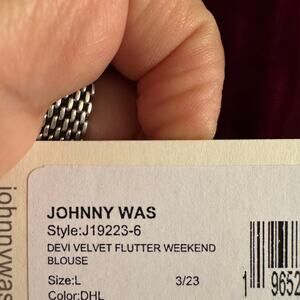 JOHNNY WAS
Style:J19223-6
DEVI VELVET FLUTTER WEEKEND
BLOUSE
Size:L 3/23
Color:DHL
1 9652
johnnywas